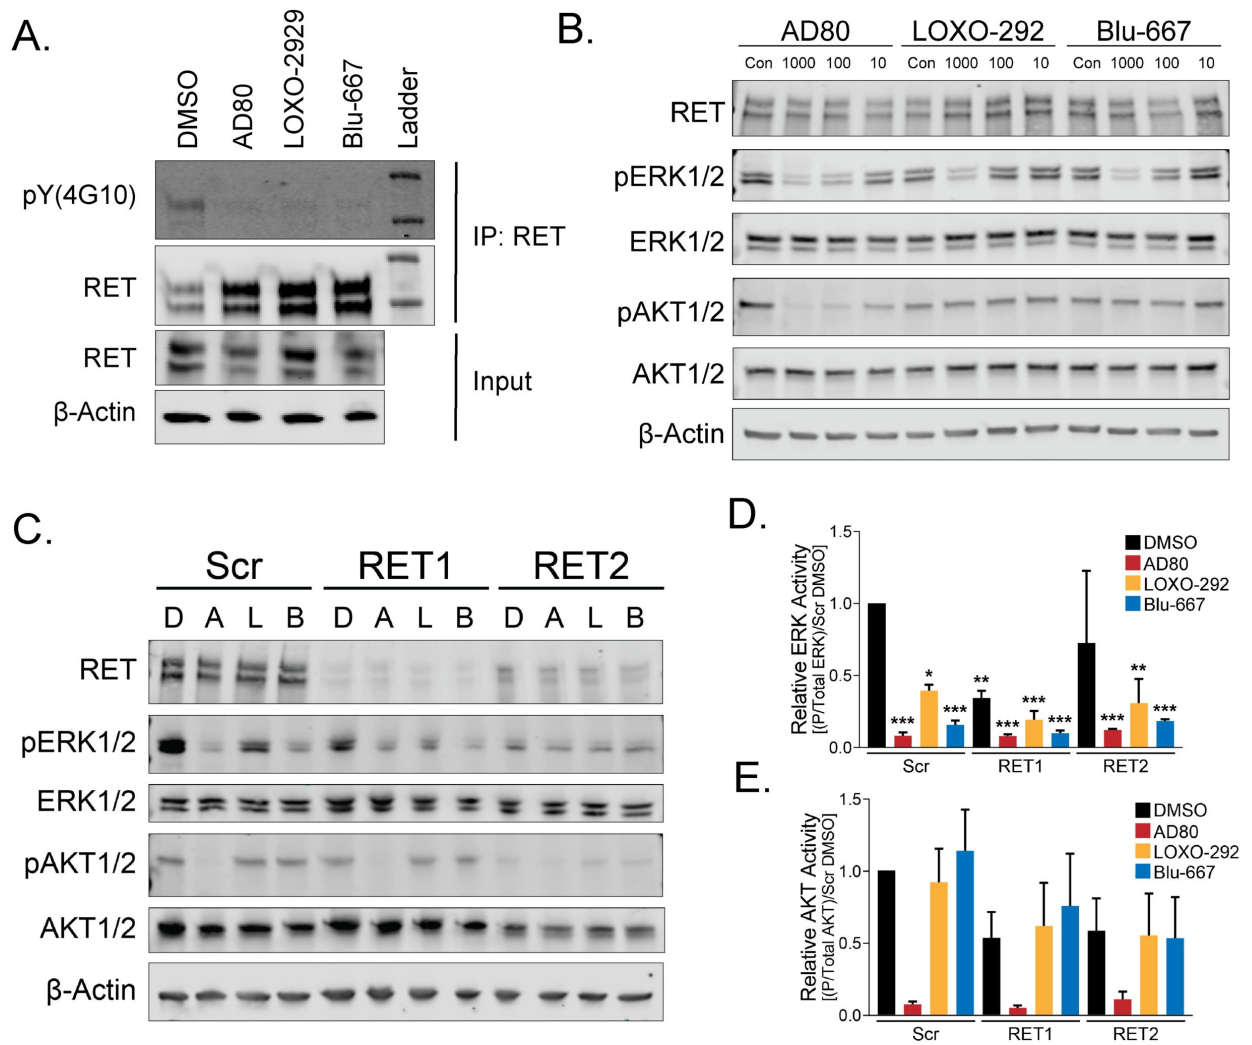 A.
DMSO AD80 LOXO-2929 Blu-667 Ladder
pY(4G10)
RET
IP: RET
RET
β-Actin
Input
B.
AD80 LOXO-292 Blu-667
Con 1000 100 10 Con 1000 100 10 Con 1000 100 10
RET
pERK1/2
ERK1/2
pAKT1/2
AKT1/2
β-Actin
C.
Scr RET1 RET2
D A L B D A L B D A L B
RET
pERK1/2
ERK1/2
pAKT1/2
AKT1/2
β-Actin
D.
Relative ERK Activity
[(P/Total ERK)/Scr DMSO]
1.5
1.0
0.5
0.0
DMSO
AD80
LOXO-292
Blu-667
*** * *** ** *** *** *** *** ** ***
Scr RET1 RET2
E.
Relative AKT Activity
[(P/Total AKT)/Scr DMSO]
1.5
1.0
0.5
0.0
DMSO
AD80
LOXO-292
Blu-667
Scr RET1 RET2